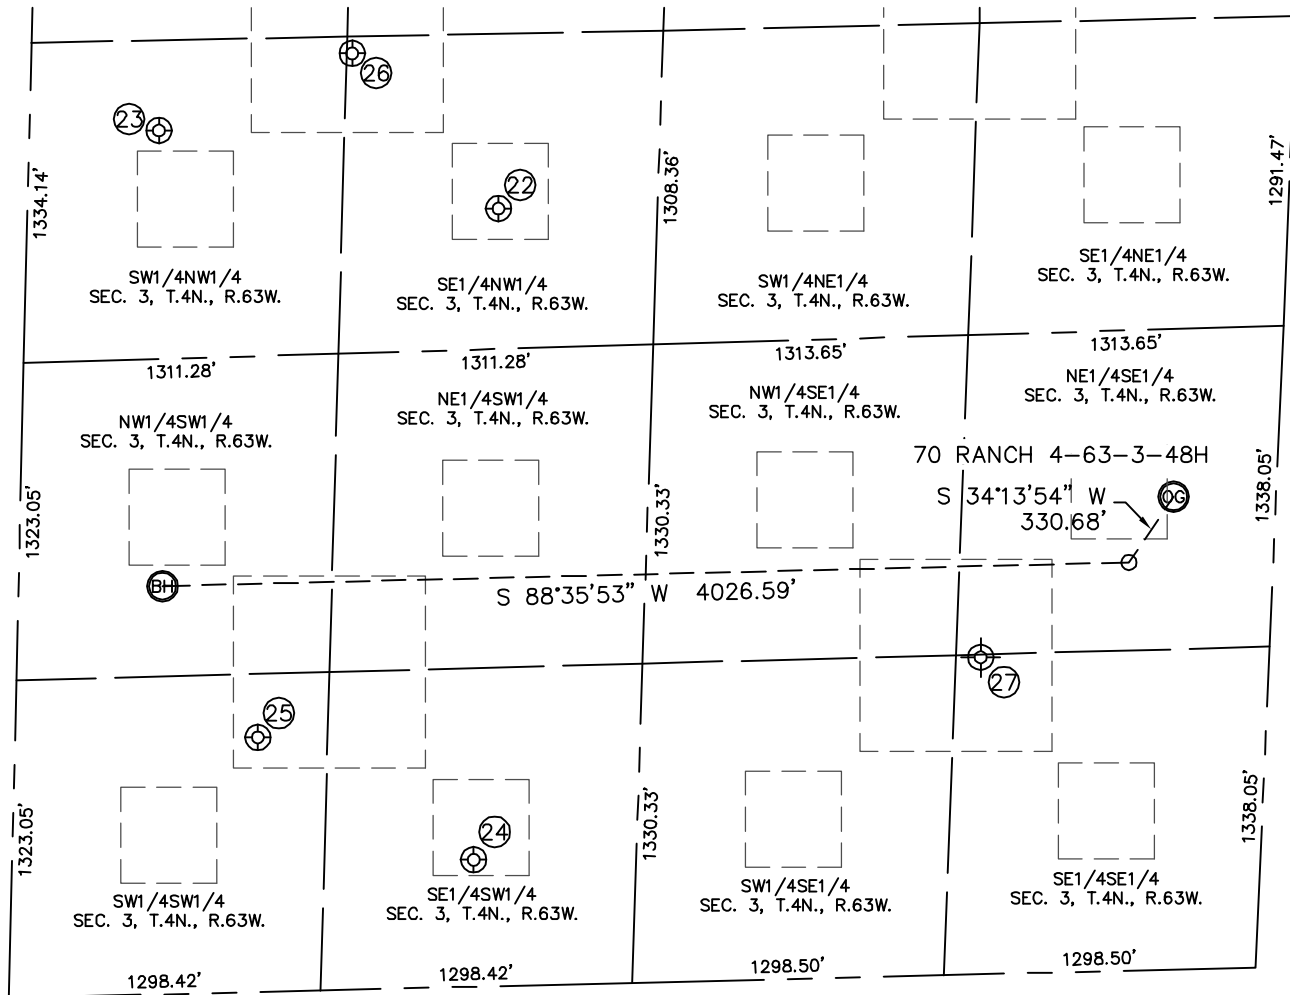 26
23
22
1334.14'
1308.36'
1291.47'
SW1/4NW1/4
SEC. 3, T.4N., R.63W.
SE1/4NW1/4
SEC. 3, T.4N., R.63W.
SW1/4NE1/4
SEC. 3, T.4N., R.63W.
SE1/4NE1/4
SEC. 3, T.4N., R.63W.
1311.28'
1311.28'
1313.65'
1313.65'
NW1/4SW1/4
SEC. 3, T.4N., R.63W.
NE1/4SW1/4
SEC. 3, T.4N., R.63W.
NW1/4SE1/4
SEC. 3, T.4N., R.63W.
NE1/4SE1/4
SEC. 3, T.4N., R.63W.
70 RANCH 4-63-3-48H
S 34°13'54" W
330.68'
OG
1323.05'
1330.33'
1338.05'
BH
S 88°35'53" W 4026.59'
27
25
24
1323.05'
1330.33'
1338.05'
SW1/4SW1/4
SEC. 3, T.4N., R.63W.
SE1/4SW1/4
SEC. 3, T.4N., R.63W.
SW1/4SE1/4
SEC. 3, T.4N., R.63W.
SE1/4SE1/4
SEC. 3, T.4N., R.63W.
1298.42'
1298.42'
1298.50'
1298.50'